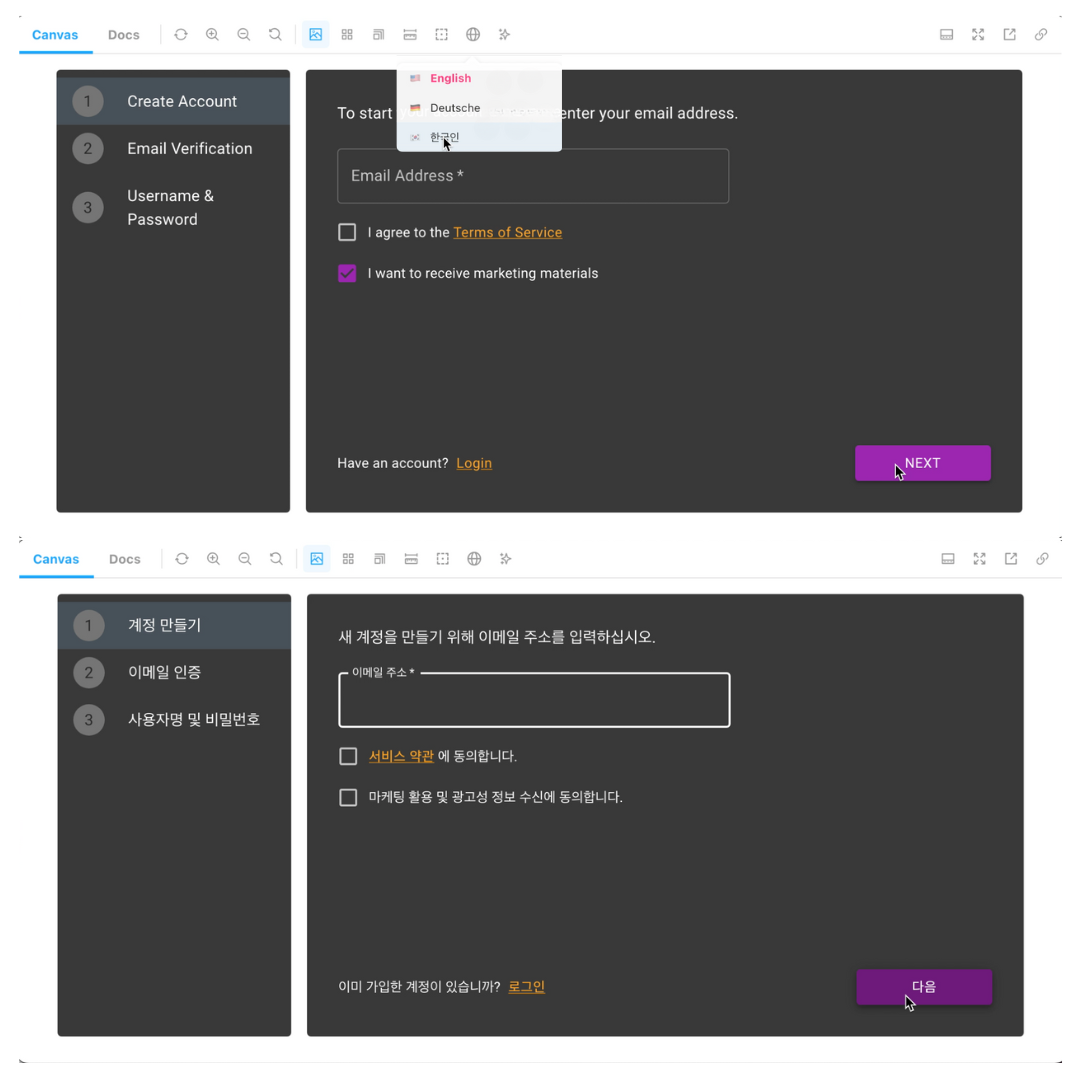 Canvas Docs
English
Deutsche
한국인
1 Create Account
2 Email Verification
3 Username &
Password
To start enter your email address.
Email Address *
I agree to the Terms of Service
I want to receive marketing materials
Have an account? Login
NEXT
Canvas Docs
1 계정 만들기
2 이메일 인증
3 사용자명 및 비밀번호
새 계정을 만들기 위해 이메일 주소를 입력하십시오.
이메일 주소 *
서비스 약관 에 동의합니다.
마케팅 활용 및 광고성 정보 수신에 동의합니다.
이미 가입한 계정이 있습니까? 로그인
다음